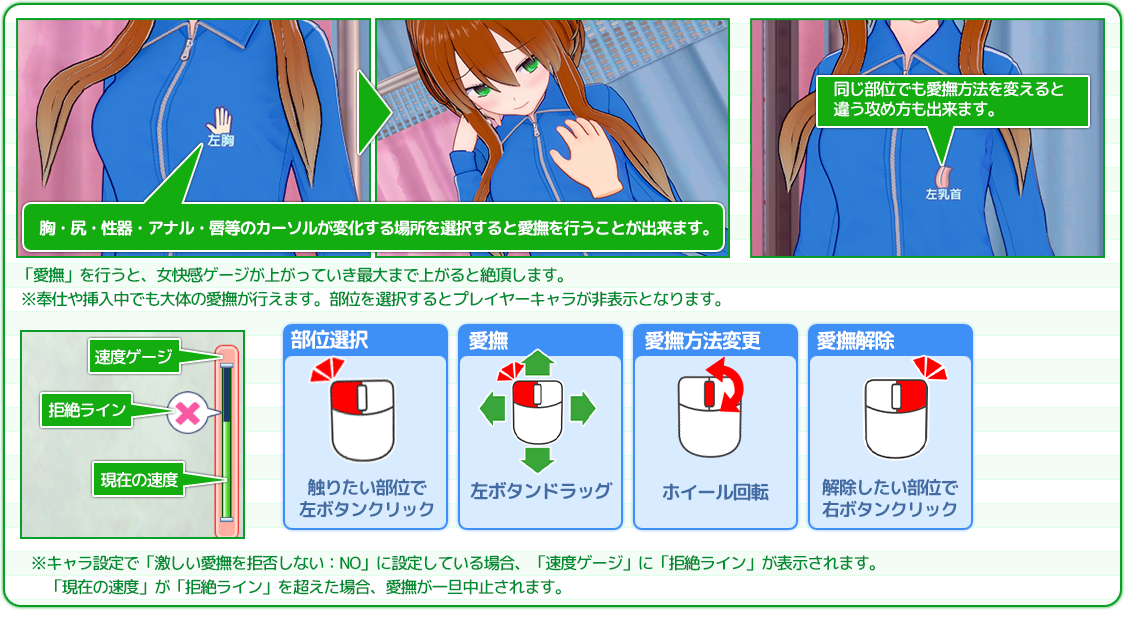 左胸
胸・尻・性器・アナル・唇等のカーソルが変化する場所を選択すると愛撫を行うことが出来ます。
同じ部位でも愛撫方法を変えると
違う攻め方も出来ます。
左乳首
「愛撫」を行うと、女快感ゲージが上がっていき最大まで上がると絶頂します。
※奉仕や挿入中でも大体の愛撫が行えます。部位を選択するとプレイヤーキャラが非表示となります。
速度ゲージ
拒絶ライン
現在の速度
部位選択
触りたい部位で
左ボタンクリック
愛撫
左ボタンドラッグ
愛撫方法変更
ホイール回転
愛撫解除
解除したい部位で
右ボタンクリック
※キャラ設定で「激しい愛撫を拒否しない：NO」に設定している場合、「速度ゲージ」に「拒絶ライン」が表示されます。
「現在の速度」が「拒絶ライン」を超えた場合、愛撫が一旦中止されます。